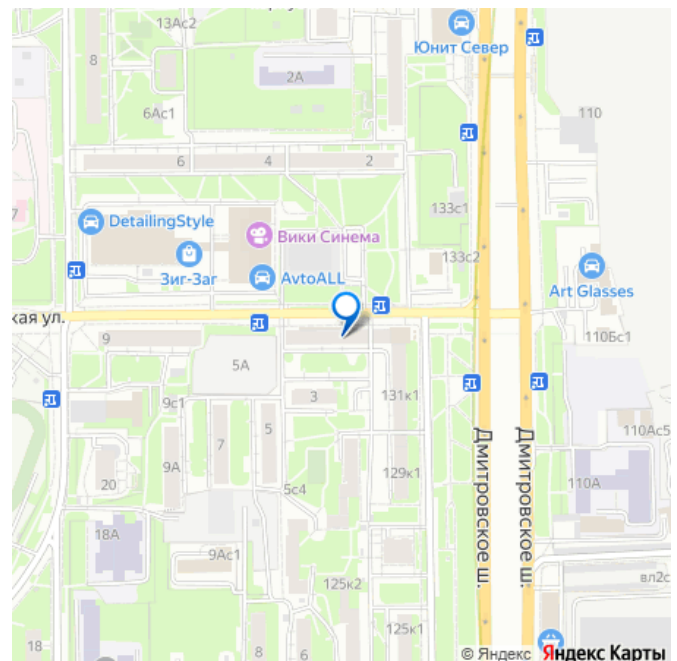 13Ас2
Юнит Север
8
2А
6Ас1
110
6
4
2
133с1
DetailingStyle
Вики Синема
133с2
Зиг-Заг
AvtoALL
Art Glasses
кая ул.
9
110Бс1
5А
3
131к1
9с1
7
5
110Ас5
9А
129к1
20
110А
5с4
Дмитровское ш.
Дмитровское ш.
18А
9Ас1
125к2
вл2с
125к1
18
8
6
© Яндекс Яндекс Карты